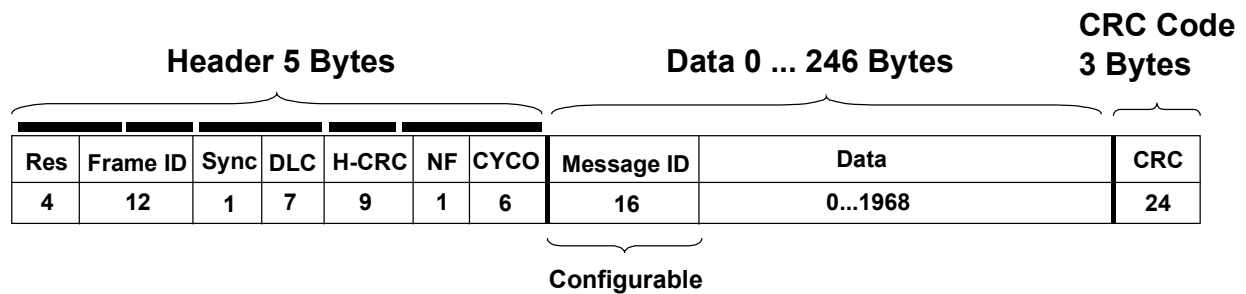 Header 5 Bytes
Data 0 ... 246 Bytes
CRC Code
3 Bytes
Res Frame ID Sync DLC H-CRC NF CYCO Message ID Data CRC
4 12 1 7 9 1 6 16 0...1968 24
Configurable